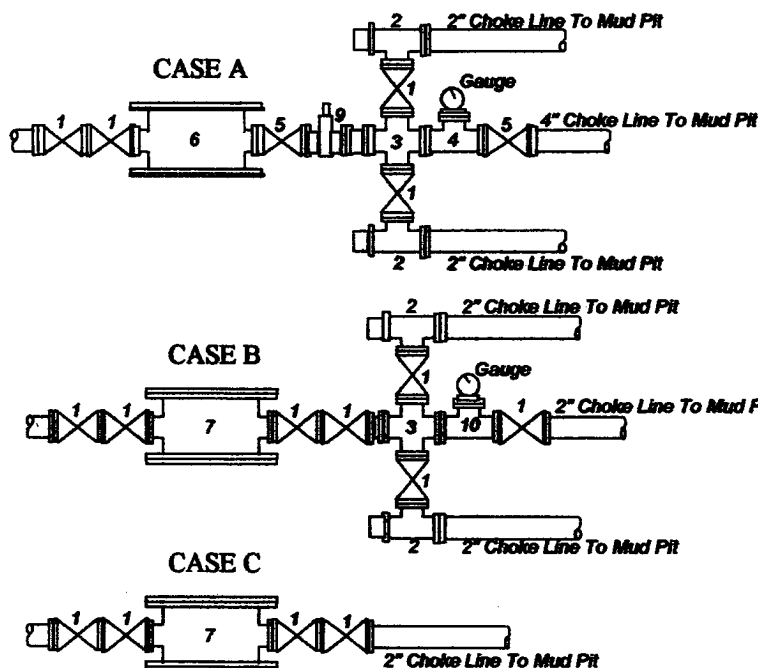 2 2" Choke Line To Mud Pit
CASE A
1 Gauge
1 1 6 5 9 3 4 5 4" Choke Line To Mud Pit
1
2 2" Choke Line To Mud Pit
2 2" Choke Line To Mud Pit
CASE B
1 Gauge
1 1 7 1 1 3 10 1 2" Choke Line To Mud P
1
2 2" Choke Line To Mud Pit
CASE C
1 1 7 1 1
2" Choke Line To Mud Pit